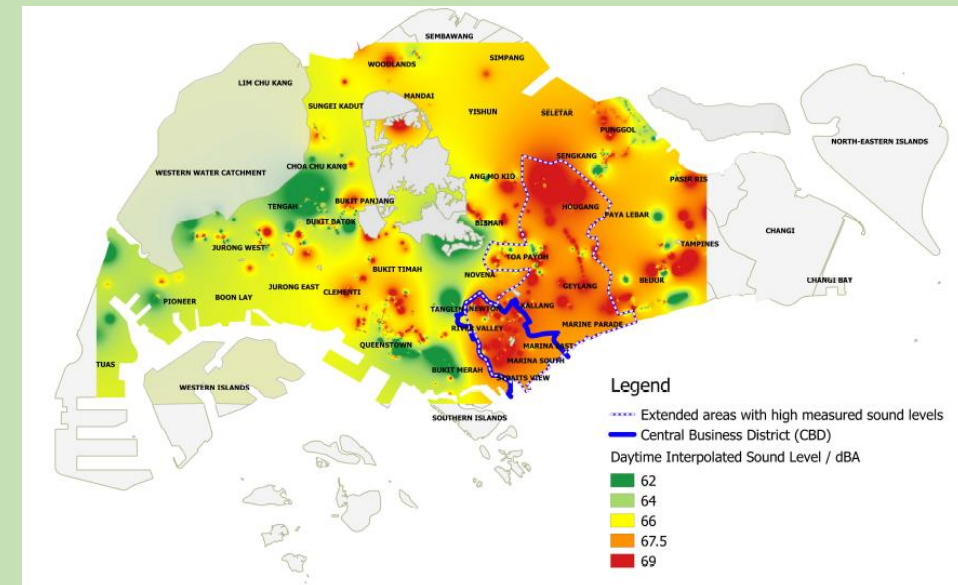 SEMBAWANG
WOODLANDS
SIMPANG
LIM CHU KANG
SUNGEI KADUT
MANDAI
YISHUN
SELETAR
PUNGGOL
NORTH-EASTERN ISLANDS
SENGKANG
CHOA CHU KANG
WESTERN WATER CATCHMENT
ANG MO KIO
PASIR RIS
TENGAH
BUKIT PANJANG
HOUGANG
PAYA LEBAR
BUKIT BATOK
BISHAN
CHANGI
TAMPINES
JURONG WEST
TOA PAYOH
BUKIT TIMAH
NOVENA
BEDOK
CHANGI BAY
JURONG EAST
CLEMENTI
GEYLANG
BOON LAY
PIONEER
TANGLIN
NEWTON
KALLANG
RIVER VALLEY
MARINE PARADE
QUEENSTOWN
MARINA EAST
TUAS
BUKIT MERAH
MARINA SOUTH
STRAITS VIEW
WESTERN ISLANDS
SOUTHERN ISLANDS
Legend
Extended areas with high measured sound levels
Central Business District (CBD)
Daytime Interpolated Sound Level / dBA
62
64
66
67.5
69